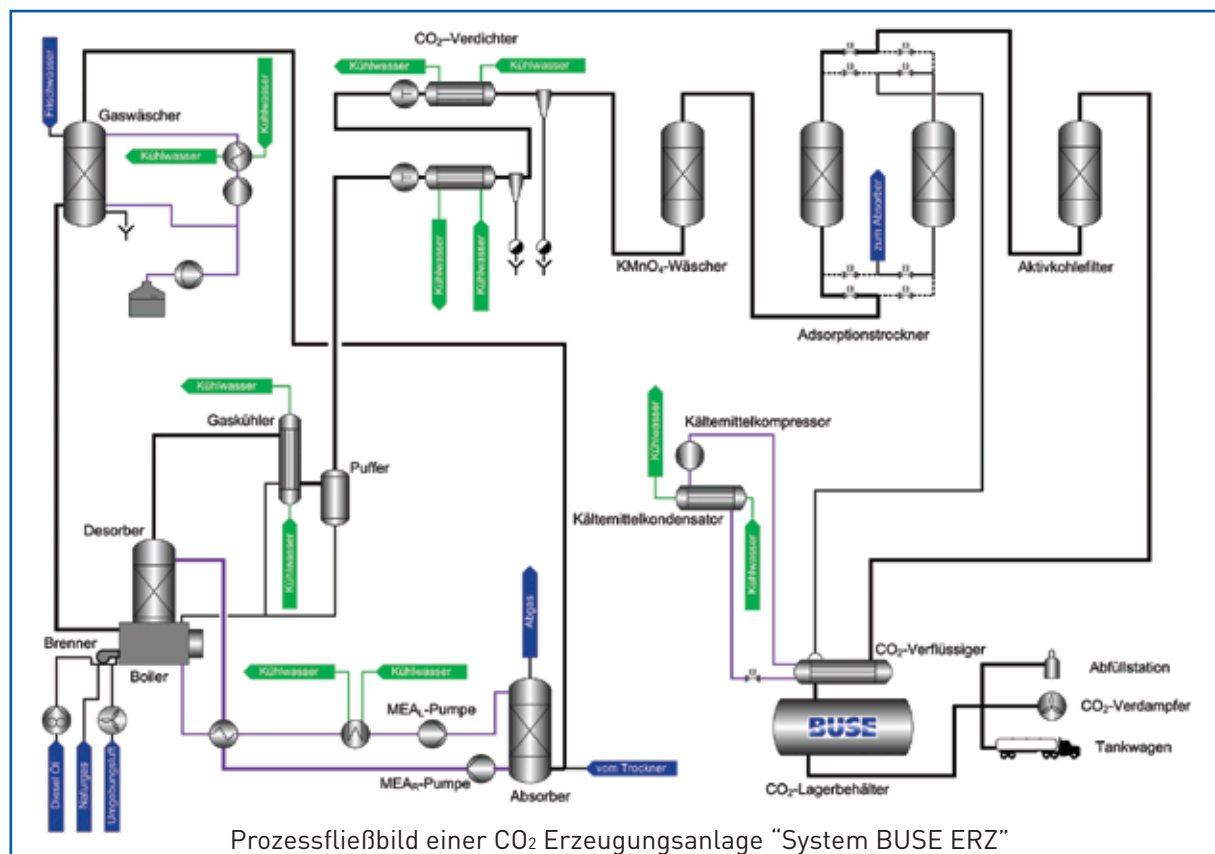 CO₂–Verdichter
Kühlwasser
Kühlwasser
Frischwasser
Gaswäscher
Kühlwasser
Kühlwasser
Kühlwasser
Kühlwasser
zum Absorber
KMnO₄-Wäscher
Aktivkohlefilter
Adsorptionstrockner
Kühlwasser
Gaskühler
Puffer
Kühlwasser
Desorber
Kühlwasser
Kältemittelkompressor
Kältemittelkondensator
Kühlwasser
Abgas
Brenner
Boiler
Kühlwasser
Kühlwasser
MEA_L-Pumpe
CO₂-Verflüssiger
Abfüllstation
BUSE
CO₂-Verdampfer
Diesel Öl
Naturgas
Umgebungsluft
MEA_R-Pumpe
vom Trockner
Tankwagen
Absorber
CO₂-Lagerbehälter
Prozessfließbild einer CO₂ Erzeugungsanlage “System BUSE ERZ”